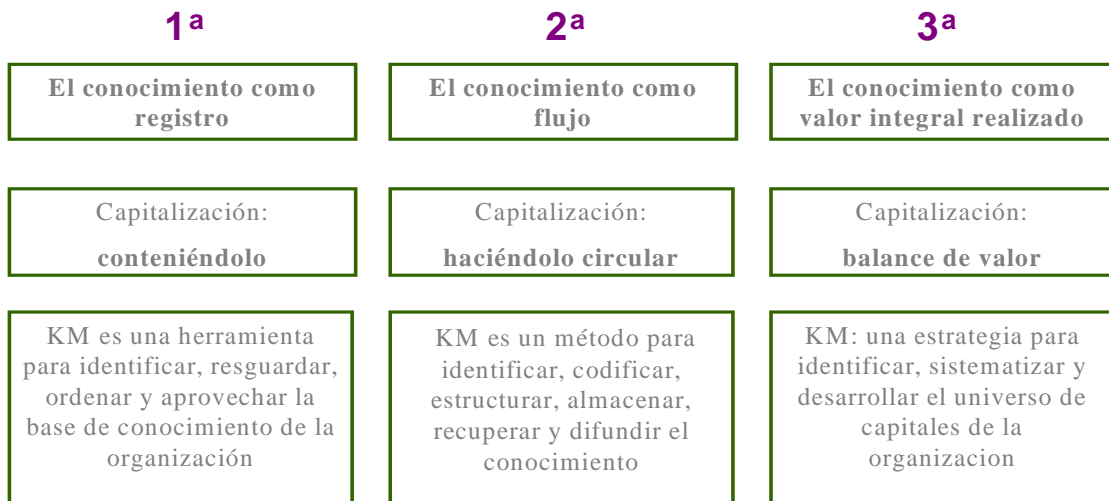 1ª
El conocimiento como
registro
Capitalización:
conteniéndolo
KM es una herramienta
para identificar, resguardar,
ordenar y aprovechar la
base de conocimiento de la
organización
2ª
El conocimiento como
flujo
Capitalización:
haciéndolo circular
KM es un método para
identificar, codificar,
estructurar, almacenar,
recuperar y difundir el
conocimiento
3ª
El conocimiento como
valor integral realizado
Capitalización:
balance de valor
KM: una estrategia para
identificar, sistematizar y
desarrollar el universo de
capitales de la
organizacion